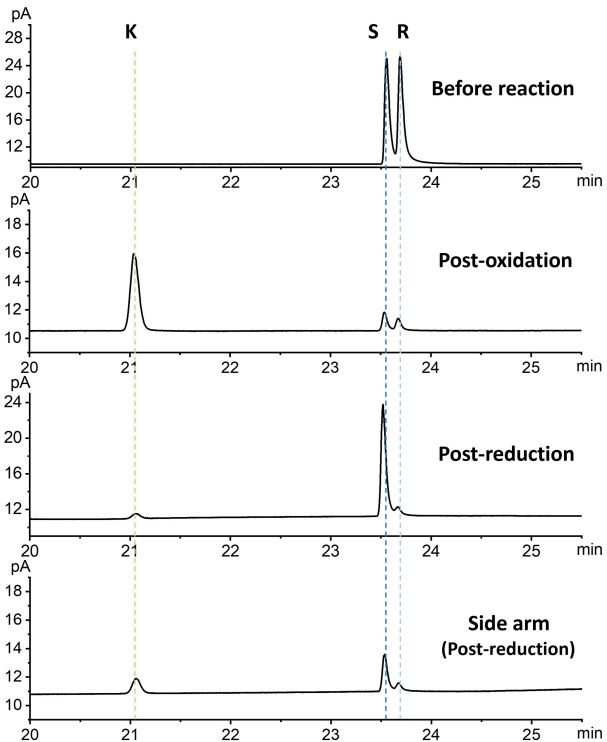 pA
K S R
28
24
20
16
12
Before reaction
20 21 22 23 24 25 min
pA
18
16
14
12
10
Post-oxidation
20 21 22 23 24 25 min
pA
24
20
16
12
Post-reduction
20 21 22 23 24 25 min
pA
18
16
14
12
10
Side arm
(Post-reduction)
20 21 22 23 24 25 min